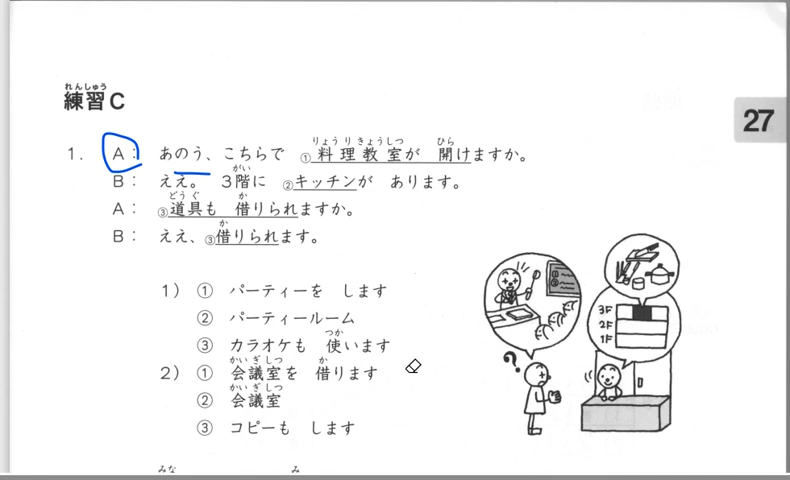 練習C
27
1. A: あのう、こちらで ①料理教室が 開けますか。
B: ええ。 3階に ②キッチンが あります。
A: ③道具も 借りられますか。
B: ええ、③借りられます。
1) ① パーティーを します
② パーティールーム
③ カラオケも 使います
2) ① 会議室を 借ります
② 会議室
③ コピーも します
?
3F
2F
1F
みな み